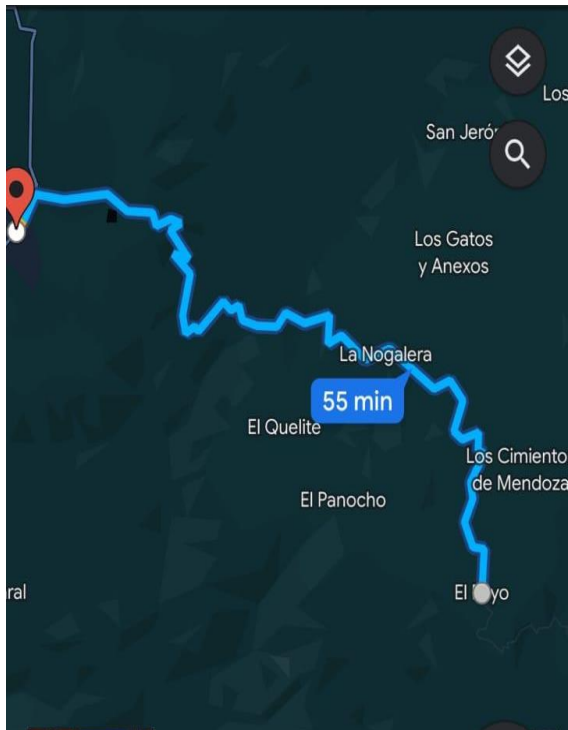 Los
San Jeró
Los Gatos
y Anexos
La Nogalera
55 min
El Quelite
Los Cimiento
de Mendoza
El Panocho
ral
El yo